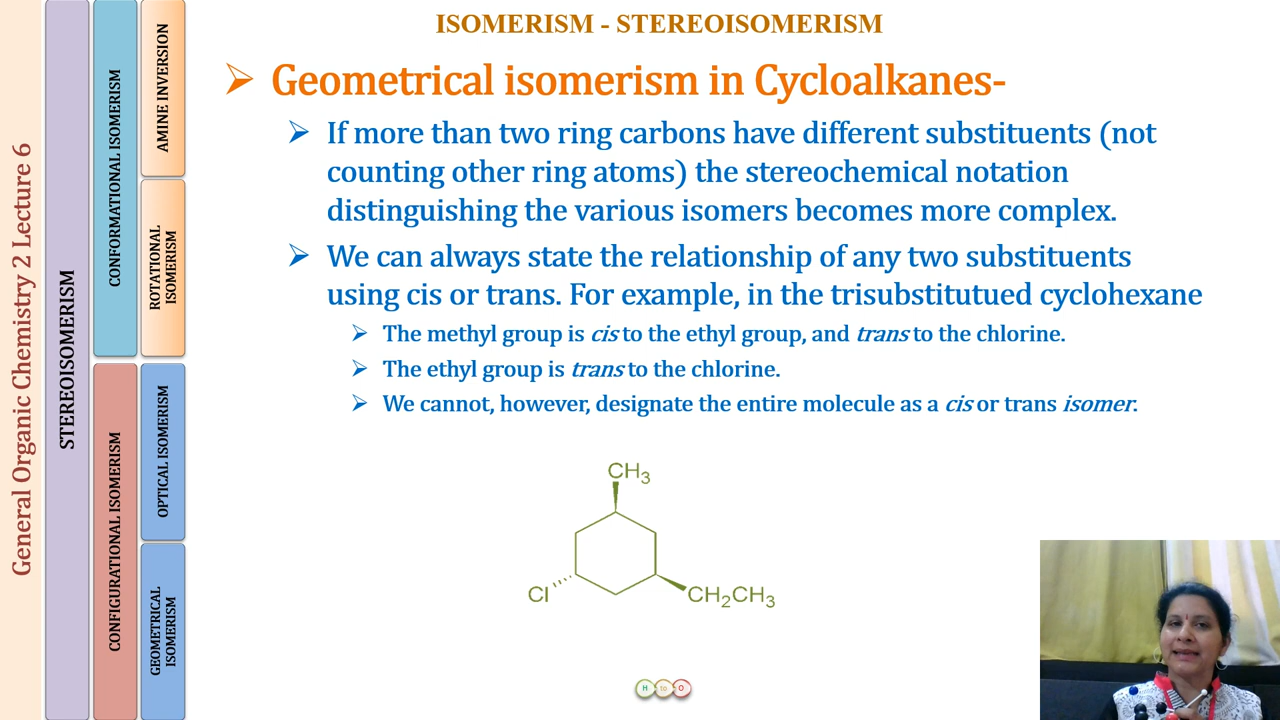 ISOMERISM - STEREOISOMERISM
General Organic Chemistry 2 Lecture 6
STEREOISOMERISM
CONFORMATIONAL ISOMERISM
CONFIGURATIONAL ISOMERISM
AMINE INVERSION
ROTATIONAL
ISOMERISM
OPTICAL ISOMERISM
GEOMETRICAL
ISOMERISM
Geometrical isomerism in Cycloalkanes-
If more than two ring carbons have different substituents (not
counting other ring atoms) the stereochemical notation
distinguishing the various isomers becomes more complex.
We can always state the relationship of any two substituents
using cis or trans. For example, in the trisubstitutued cyclohexane
The methyl group is cis to the ethyl group, and trans to the chlorine.
The ethyl group is trans to the chlorine.
We cannot, however, designate the entire molecule as a cis or trans isomer.
CH3
Cl
CH2CH3
H to O